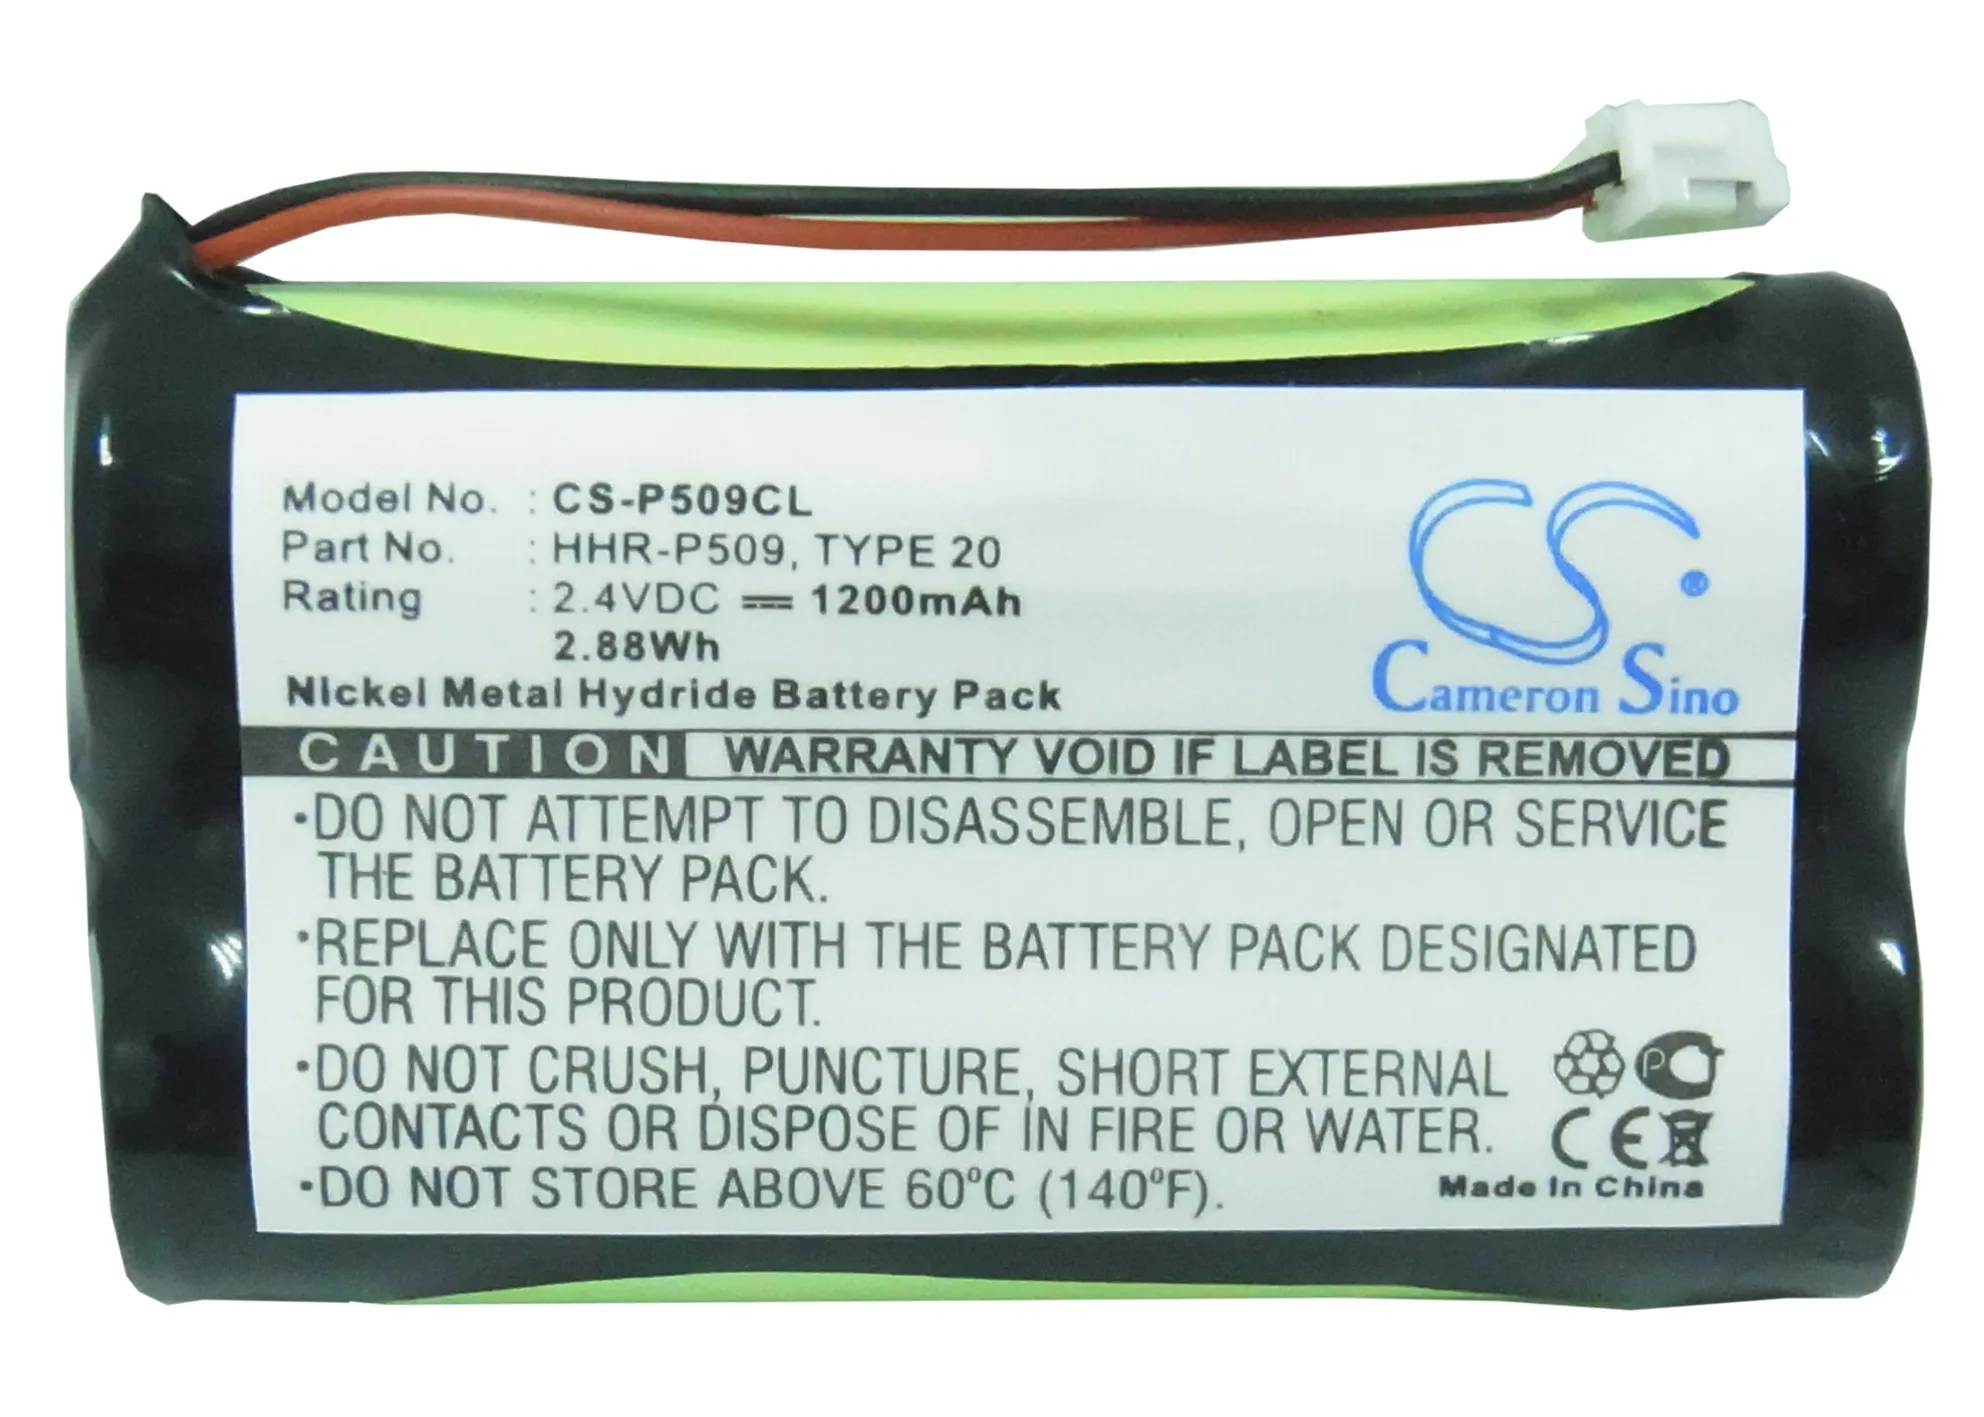 Model No. : CS-P509CL
Part No. : HHR-P509, TYPE 20
Rating : 2.4VDC ⎓ 1200mAh
2.88Wh
Nickel Metal Hydride Battery Pack
CS®
Cameron Sino
CAUTION WARRANTY VOID IF LABEL IS REMOVED
•DO NOT ATTEMPT TO DISASSEMBLE, OPEN OR SERVICE
THE BATTERY PACK.
•REPLACE ONLY WITH THE BATTERY PACK DESIGNATED
FOR THIS PRODUCT.
•DO NOT CRUSH, PUNCTURE, SHORT EXTERNAL
CONTACTS OR DISPOSE OF IN FIRE OR WATER.
•DO NOT STORE ABOVE 60°C (140°F).
PC
CE
Made In China